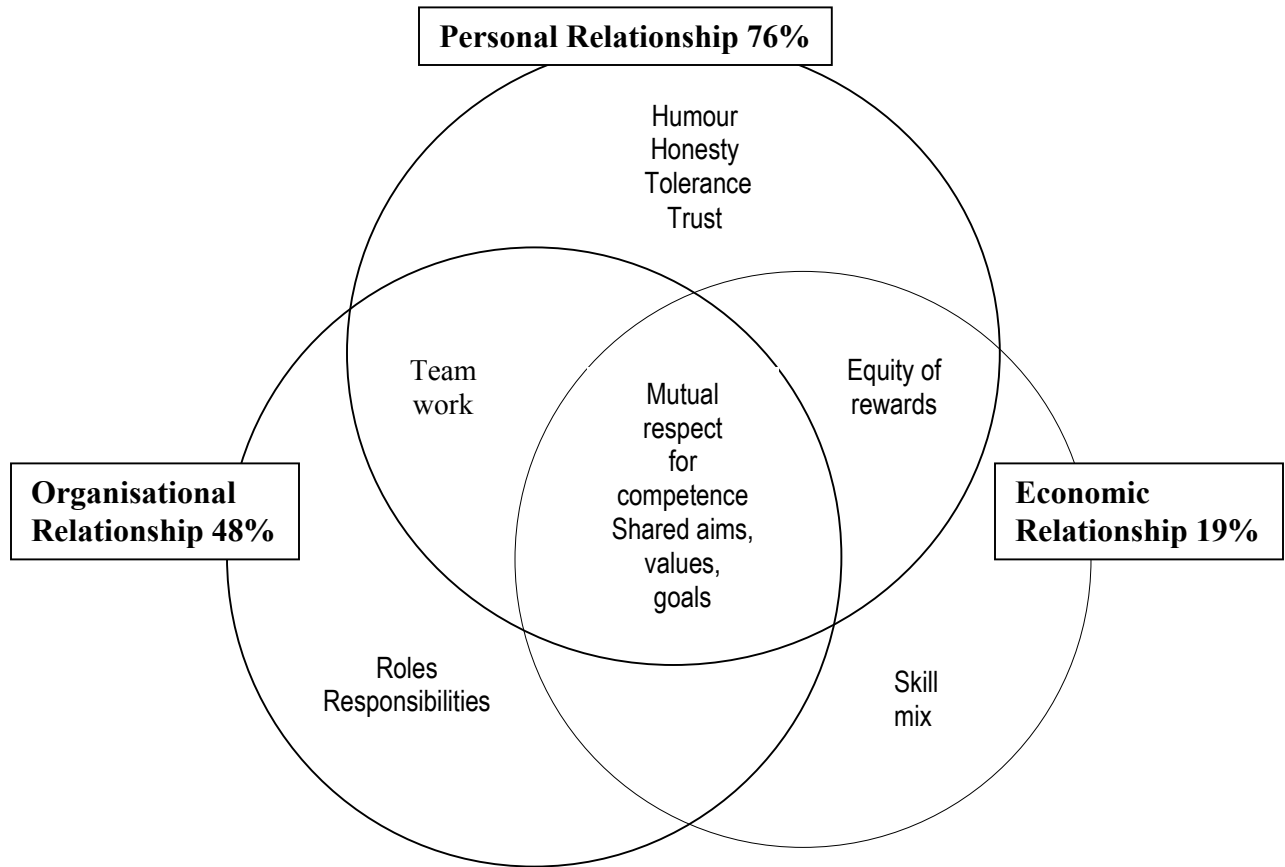 Personal Relationship 76%
Humour
Honesty
Tolerance
Trust
Team
work
Mutual
respect
for
competence
Shared aims,
values,
goals
Equity of
rewards
Organisational
Relationship 48%
Economic
Relationship 19%
Roles
Responsibilities
Skill
mix